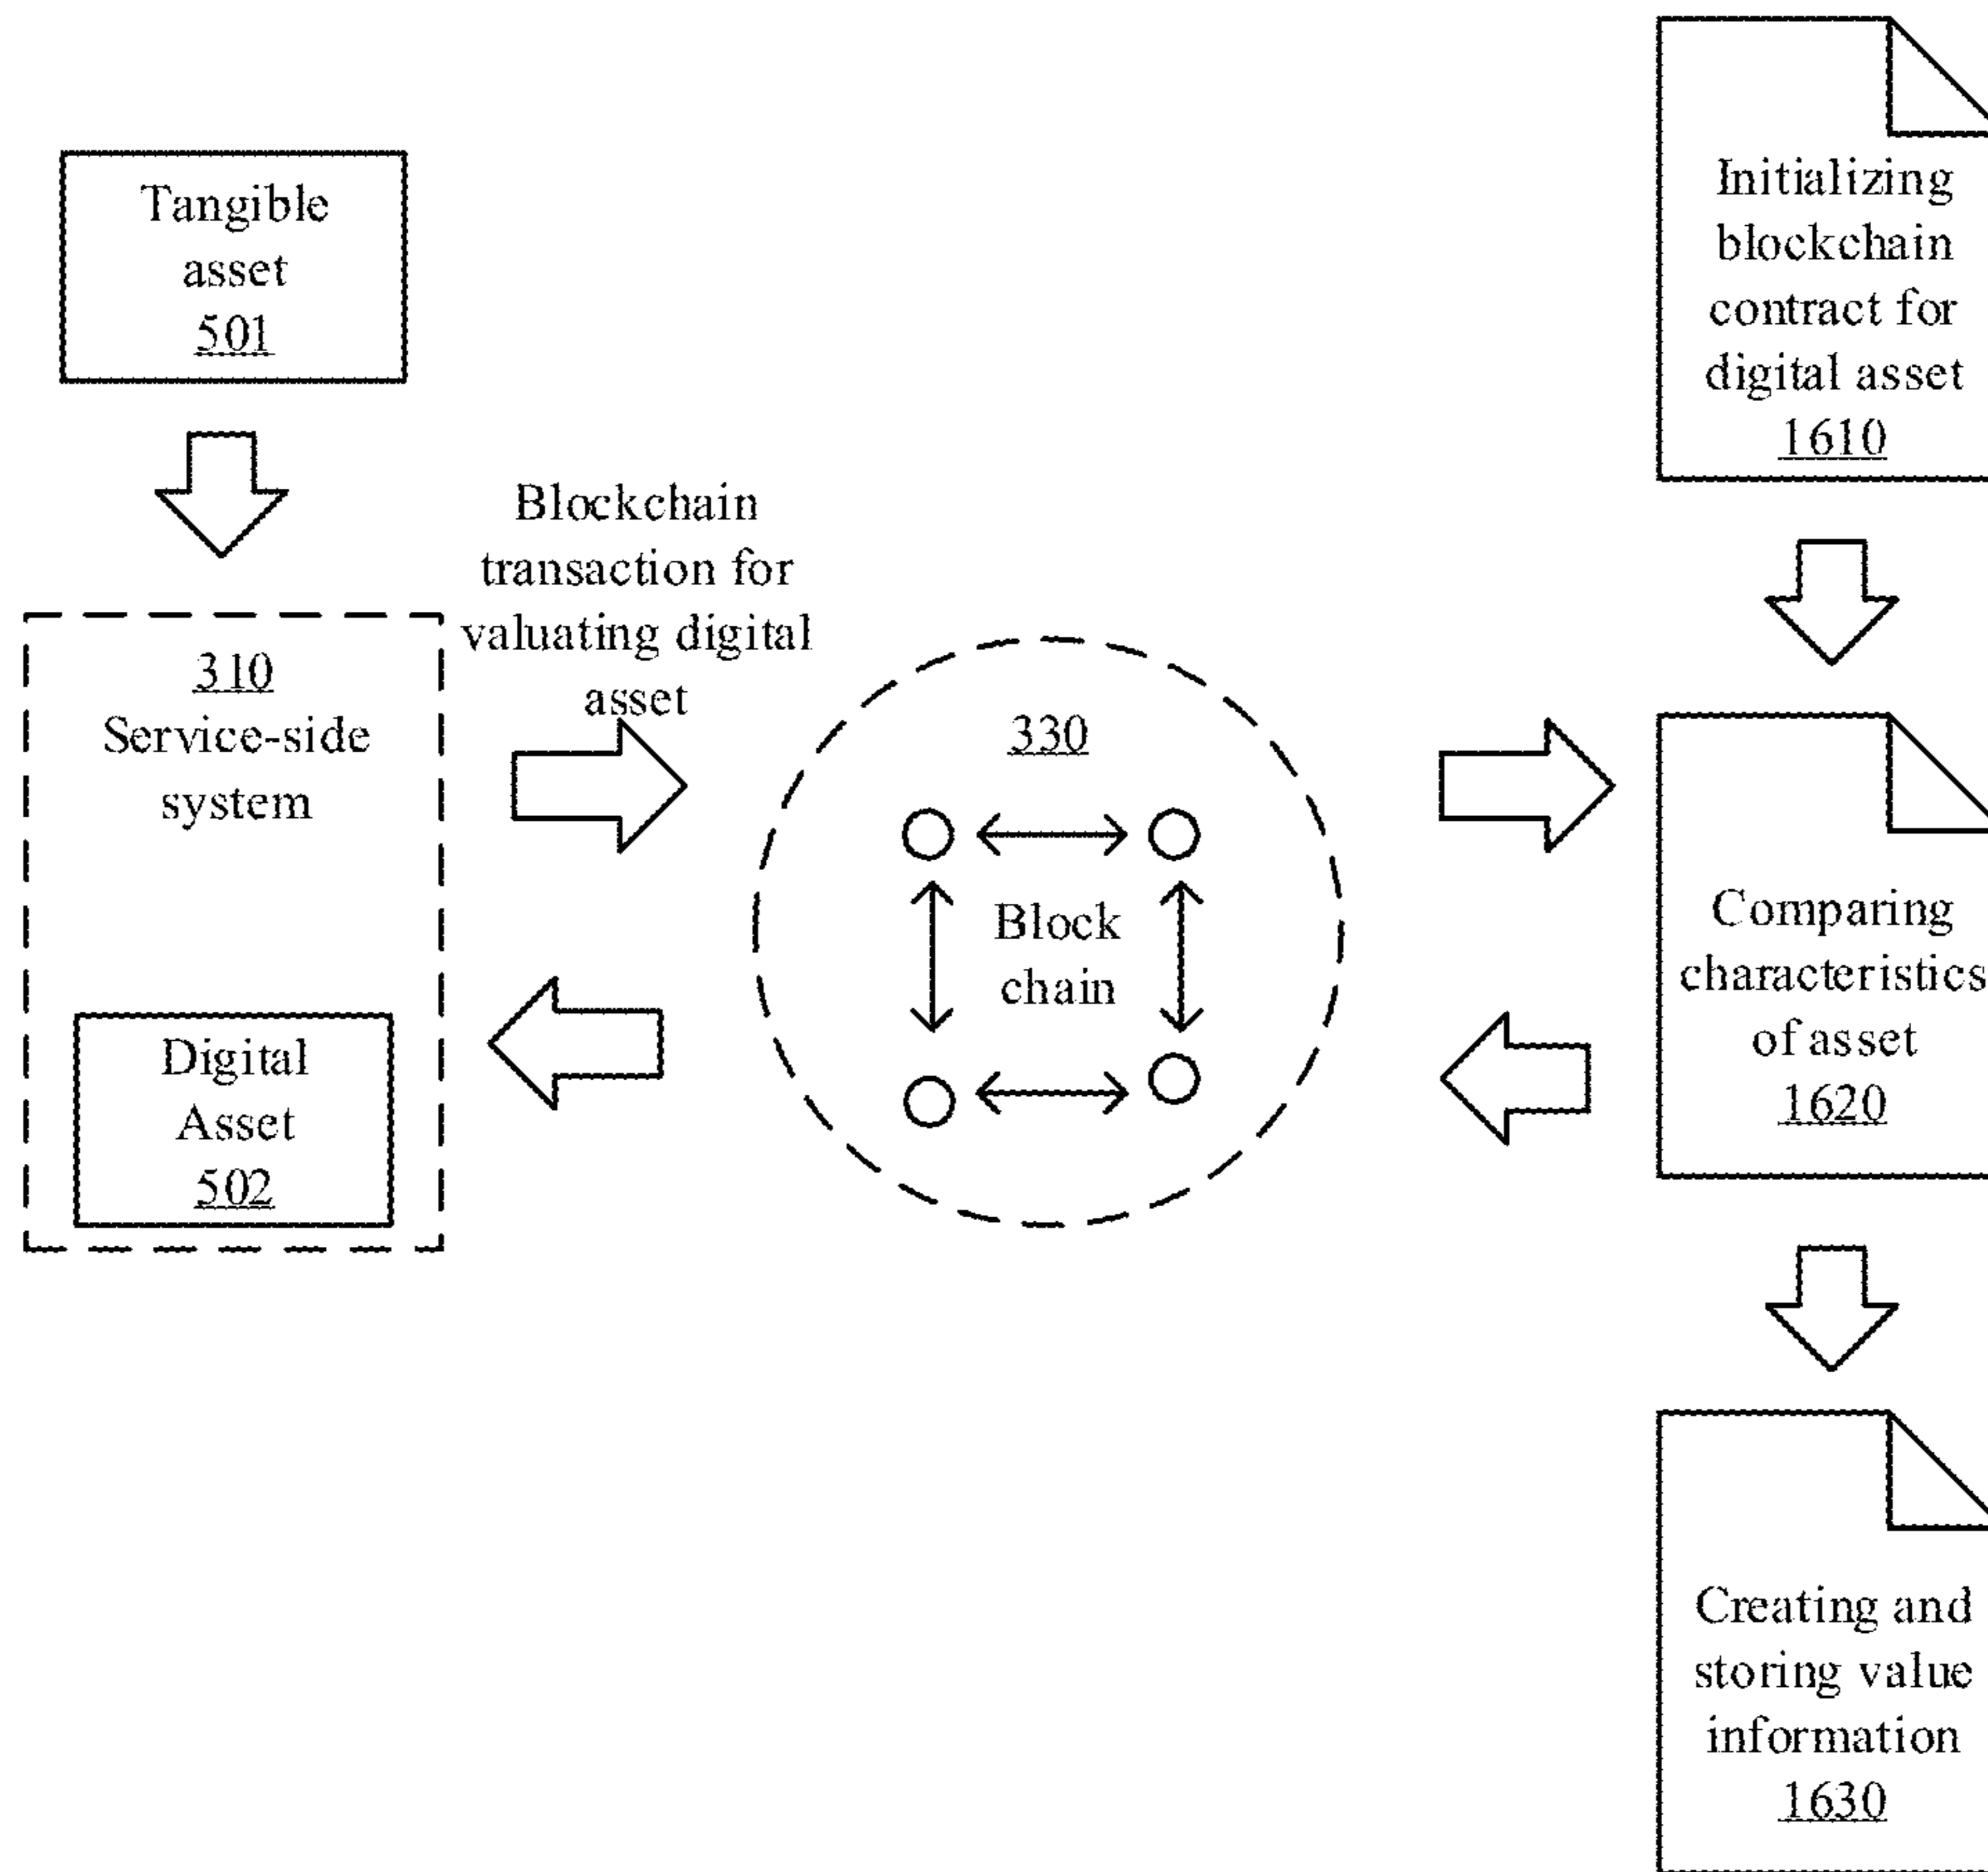 Tangible
asset
501
Blockchain
transaction for
valuating digital
asset
310
Service-side
system
Digital
Asset
502
330
Block
chain
Initializing
blockchain
contract for
digital asset
1610
Comparing
characteristics
of asset
1620
Creating and
storing value
information
1630